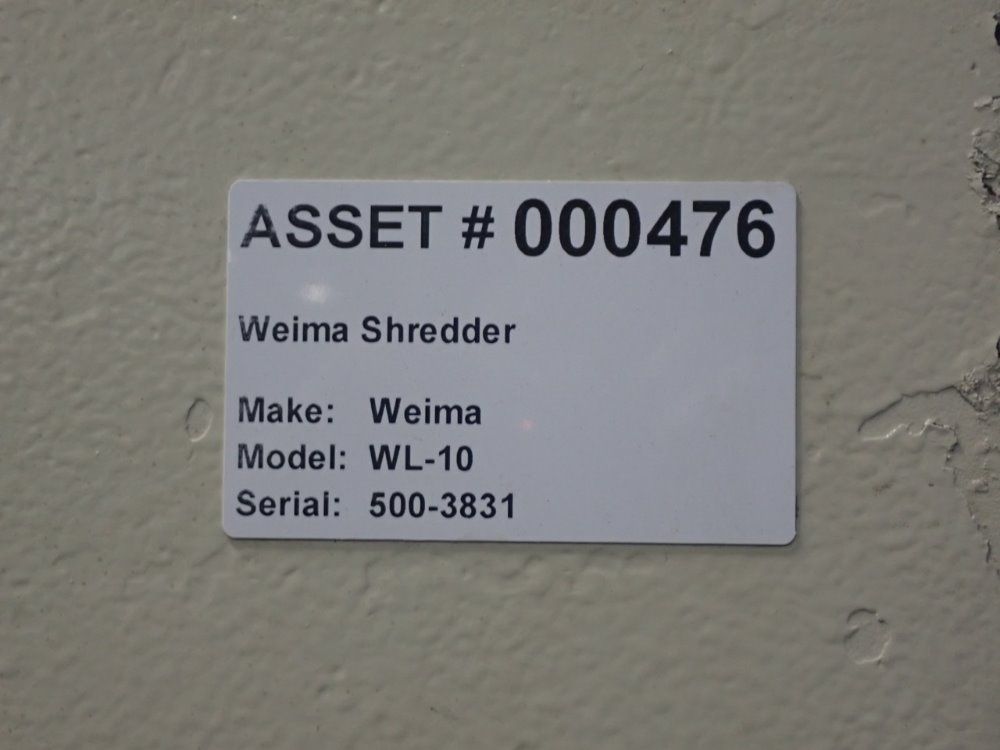 ASSET # 000476
Weima Shredder
Make: Weima
Model: WL-10
Serial: 500-3831